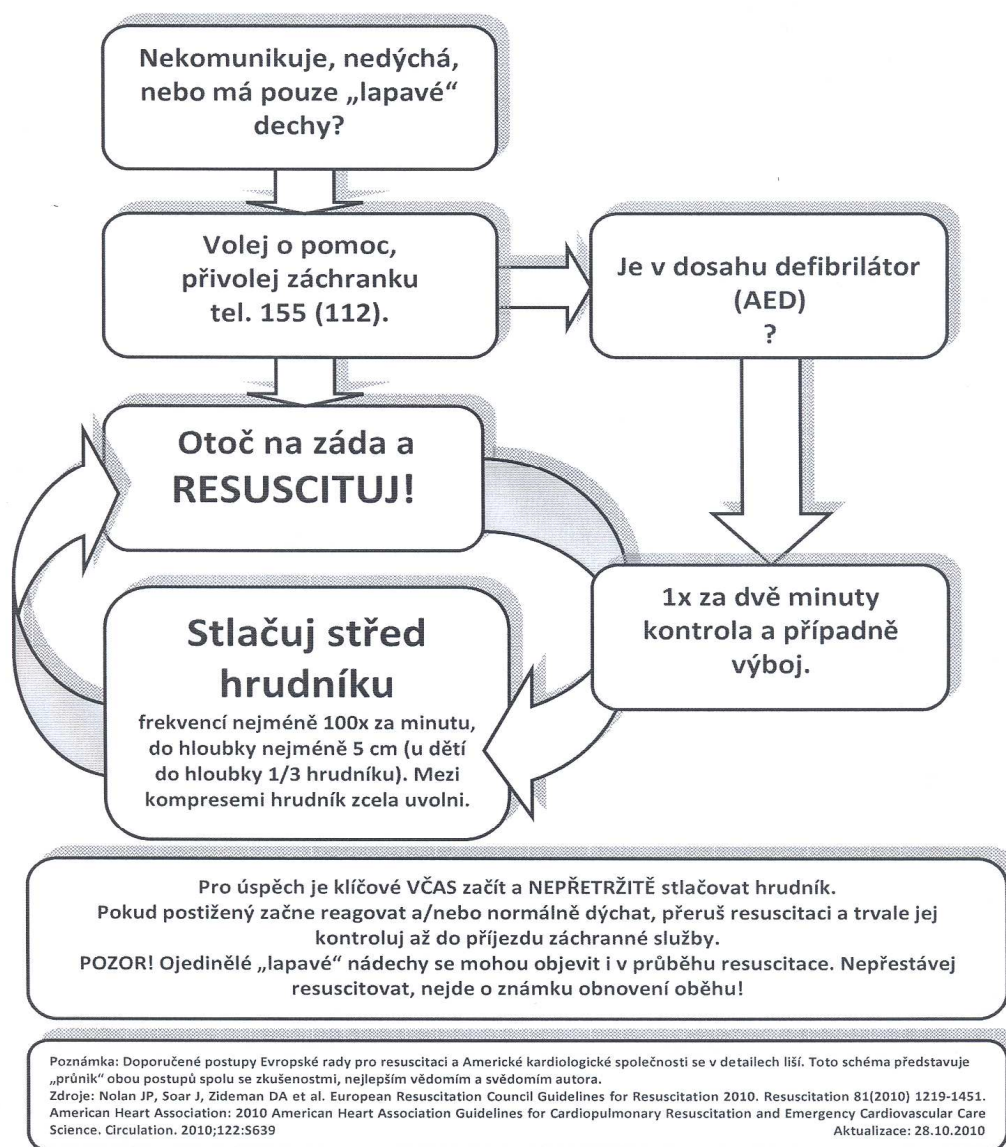 Nekomunikuje, nedýchá,
nebo má pouze „lapavé“
dechy?
Volej o pomoc,
přivolej záchranku
tel. 155 (112).
Je v dosahu defibrilátor
(AED)
?
Otoč na záda a
RESUSCITUJ!
1x za dvě minuty
kontrola a případně
výboj.
Stlačuj střed
hrudníku
frekvencí nejméně 100x za minutu,
do hloubky nejméně 5 cm (u dětí
do hloubky 1/3 hrudníku). Mezi
kompresemi hrudník zcela uvolni.
Pro úspěch je klíčové VČAS začít a NEPŘETRŽITĚ stlačovat hrudník.
Pokud postižený začne reagovat a/nebo normálně dýchat, přeruš resuscitaci a trvale jej
kontroluj až do příjezdu záchranné služby.
POZOR! Ojedinělé „lapavé“ nádechy se mohou objevit i v průběhu resuscitace. Nepřestávej
resuscitovat, nejde o známku obnovení oběhu!
Poznámka: Doporučené postupy Evropské rady pro resuscitaci a Americké kardiologické společnosti se v detailech liší. Toto schéma představuje
„průnik“ obou postupů spolu se zkušenostmi, nejlepším vědomím a svědomím autora.
Zdroje: Nolan JP, Soar J, Zideman DA et al. European Resuscitation Council Guidelines for Resuscitation 2010. Resuscitation 81(2010) 1219-1451.
American Heart Association: 2010 American Heart Association Guidelines for Cardiopulmonary Resuscitation and Emergency Cardiovascular Care
Science. Circulation. 2010;122:S639 Aktualizace: 28.10.2010